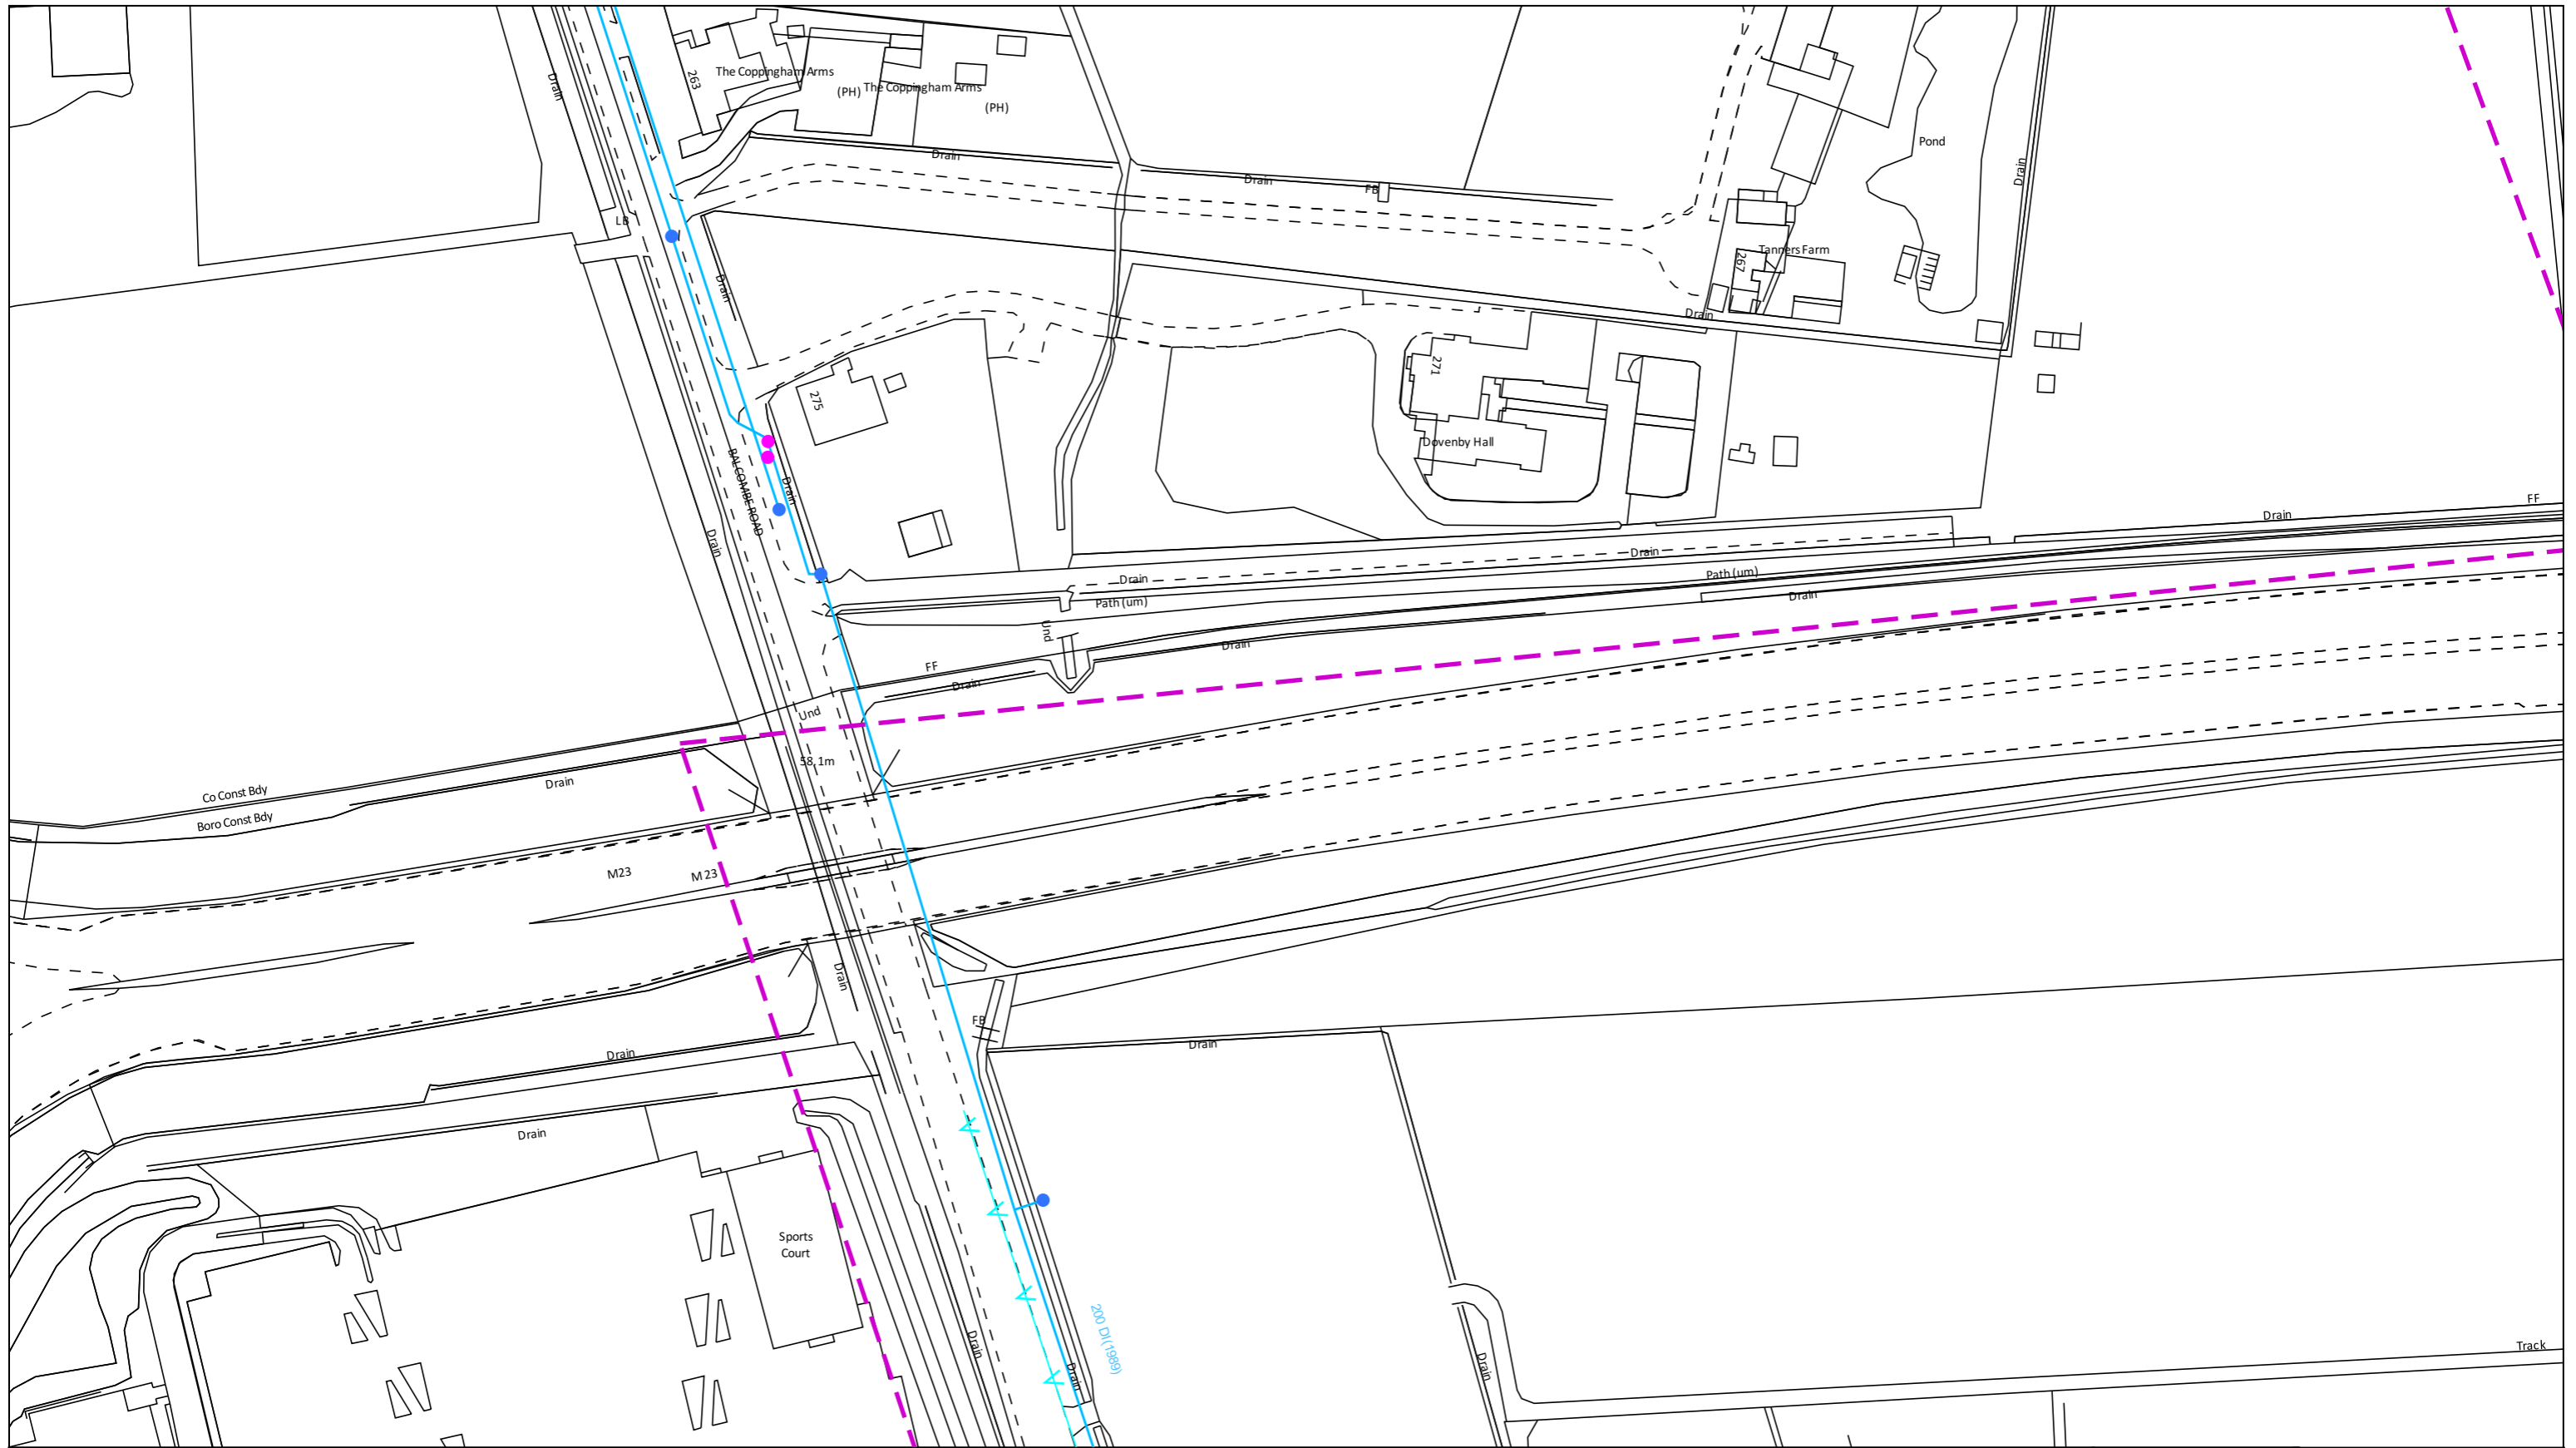 Drain
263
The Coppingham Arms
(PH)
The Coppingham Arms
(PH)
Drain
Drain
FB
Pond
Drain
LB
Drain
Tanners Farm
267
Drain
271
275
Dovenby Hall
BALCOMBE ROAD
Drain
Drain
FF
Drain
Drain
Drain
Path (um)
Path (um)
Drain
Und
Drain
FF
Drain
Und
58.1m
Co Const Bdy
Drain
Boro Const Bdy
M23
M 23
Drain
FB
Drain
Drain
Drain
Sports
Court
200 DI (1989)
Drain
Drain
Drain
Track